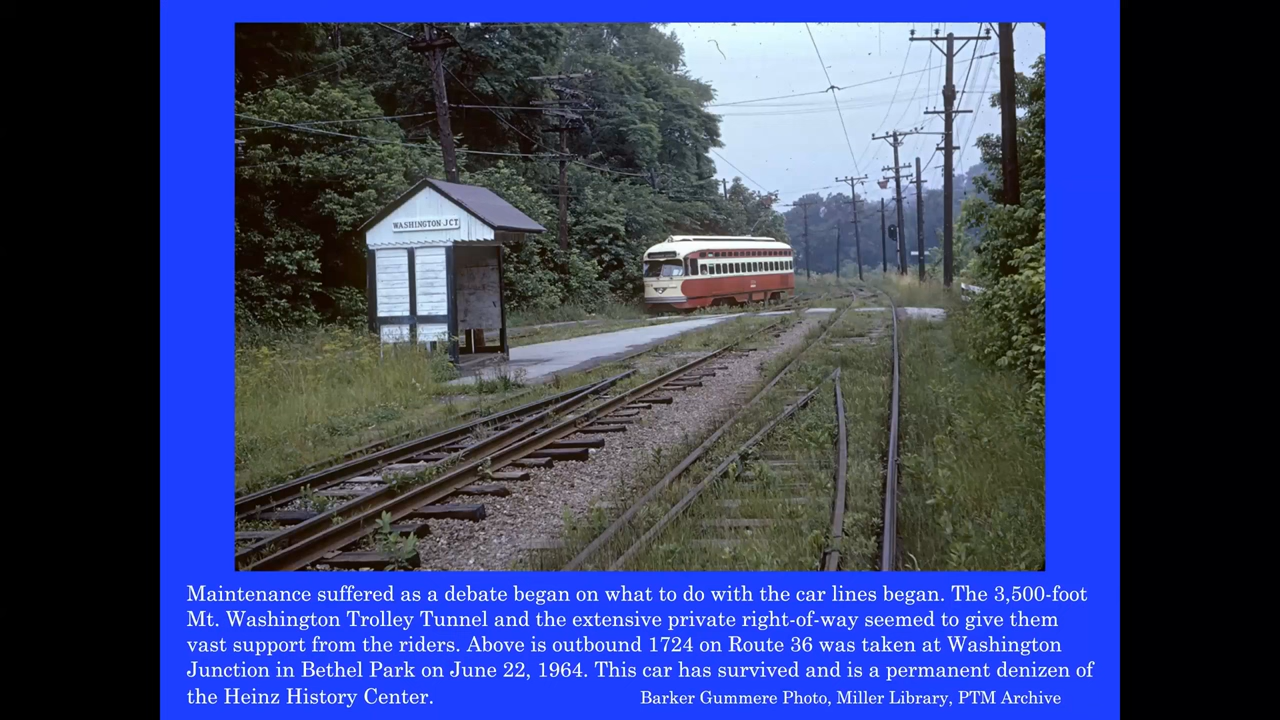 WASHINGTON JCT
Maintenance suffered as a debate began on what to do with the car lines began. The 3,500-foot
Mt. Washington Trolley Tunnel and the extensive private right-of-way seemed to give them
vast support from the riders. Above is outbound 1724 on Route 36 was taken at Washington
Junction in Bethel Park on June 22, 1964. This car has survived and is a permanent denizen of
the Heinz History Center. Barker Gummere Photo, Miller Library, PTM Archive